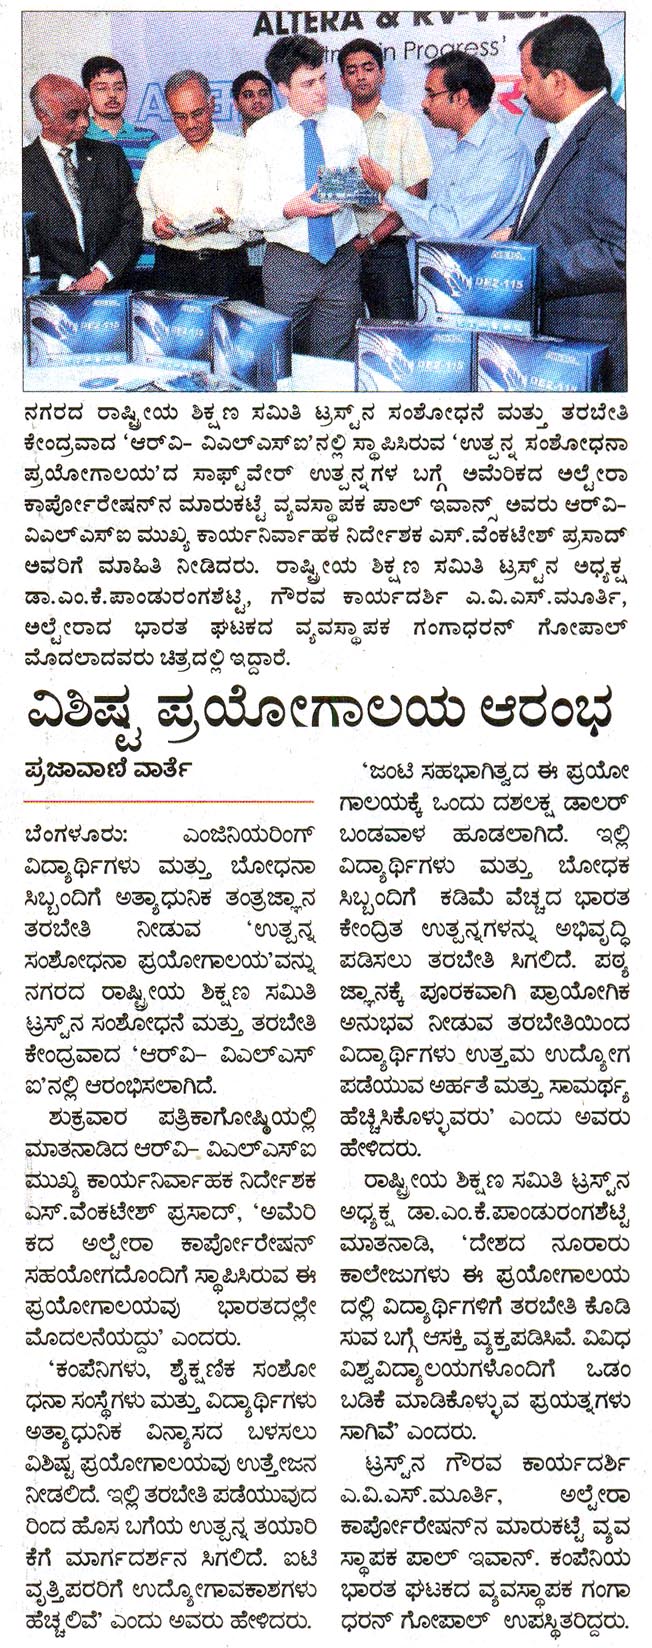 ALTERA & RV-VLSI
in Progress'
ALTERA
DE2-115
DE2-115
DE2-115
DE2-115
DE2-115
ನಗರದ ರಾಷ್ಟ್ರೀಯ ಶಿಕ್ಷಣ ಸಮಿತಿ ಟ್ರಸ್ಟ್‌ನ ಸಂಶೋಧನೆ ಮತ್ತು ತರಬೇತಿ
ಕೇಂದ್ರವಾದ ‘ಆರ್‌ವಿ– ವಿಎಲ್‌ಎಸ್‌ಐ’ನಲ್ಲಿ ಸ್ಥಾಪಿಸಿರುವ ‘ಉತ್ಪನ್ನ ಸಂಶೋಧನಾ
ಪ್ರಯೋಗಾಲಯ’ದ ಸಾಫ್ಟ್‌ವೇರ್ ಉತ್ಪನ್ನಗಳ ಬಗ್ಗೆ ಅಮೆರಿಕದ ಅಲ್ಟೇರಾ
ಕಾರ್ಪೋರೇಷನ್‌ನ ಮಾರುಕಟ್ಟೆ ವ್ಯವಸ್ಥಾಪಕ ಪಾಲ್ ಇವಾನ್ಸ್ ಅವರು ಆರ್‌ವಿ–
ವಿಎಲ್‌ಎಸ್‌ಐ ಮುಖ್ಯ ಕಾರ್ಯನಿರ್ವಾಹಕ ನಿರ್ದೇಶಕ ಎಸ್.ವೆಂಕಟೇಶ್ ಪ್ರಸಾದ್
ಅವರಿಗೆ ಮಾಹಿತಿ ನೀಡಿದರು. ರಾಷ್ಟ್ರೀಯ ಶಿಕ್ಷಣ ಸಮಿತಿ ಟ್ರಸ್ಟ್‌ನ ಅಧ್ಯಕ್ಷ
ಡಾ.ಎಂ.ಕೆ.ಪಾಂಡುರಂಗಶೆಟ್ಟಿ, ಗೌರವ ಕಾರ್ಯದರ್ಶಿ ಎ.ವಿ.ಎಸ್.ಮೂರ್ತಿ,
ಅಲ್ಟೇರಾದ ಭಾರತ ಘಟಕದ ವ್ಯವಸ್ಥಾಪಕ ಗಂಗಾಧರನ್ ಗೋಪಾಲ್
ಮೊದಲಾದವರು ಚಿತ್ರದಲ್ಲಿ ಇದ್ದಾರೆ.
ವಿಶಿಷ್ಟ ಪ್ರಯೋಗಾಲಯ ಆರಂಭ
ಪ್ರಜಾವಾಣಿ ವಾರ್ತೆ
ಬೆಂಗಳೂರು: ಎಂಜಿನಿಯರಿಂಗ್
ವಿದ್ಯಾರ್ಥಿಗಳು ಮತ್ತು ಬೋಧನಾ
ಸಿಬ್ಬಂದಿಗೆ ಅತ್ಯಾಧುನಿಕ ತಂತ್ರಜ್ಞಾನ
ತರಬೇತಿ ನೀಡುವ ‘ಉತ್ಪನ್ನ
ಸಂಶೋಧನಾ ಪ್ರಯೋಗಾಲಯ’ವನ್ನು
ನಗರದ ರಾಷ್ಟ್ರೀಯ ಶಿಕ್ಷಣ ಸಮಿತಿ
ಟ್ರಸ್ಟ್‌ನ ಸಂಶೋಧನೆ ಮತ್ತು ತರಬೇತಿ
ಕೇಂದ್ರವಾದ ‘ಆರ್‌ವಿ– ವಿಎಲ್‌ಎಸ್
ಐ’ನಲ್ಲಿ ಆರಂಭಿಸಲಾಗಿದೆ.
ಶುಕ್ರವಾರ ಪತ್ರಿಕಾಗೋಷ್ಠಿಯಲ್ಲಿ
ಮಾತನಾಡಿದ ಆರ್‌ವಿ– ವಿಎಲ್‌ಎಸ್‌ಐ
ಮುಖ್ಯ ಕಾರ್ಯನಿರ್ವಾಹಕ ನಿರ್ದೇಶಕ
ಎಸ್.ವೆಂಕಟೇಶ್ ಪ್ರಸಾದ್, ‘ಅಮೆರಿ
ಕದ ಅಲ್ಟೇರಾ ಕಾರ್ಪೋರೇಷನ್
ಸಹಯೋಗದೊಂದಿಗೆ ಸ್ಥಾಪಿಸಿರುವ ಈ
ಪ್ರಯೋಗಾಲಯವು ಭಾರತದಲ್ಲೇ
ಮೊದಲನೆಯದ್ದು’ ಎಂದರು.
‘ಕಂಪೆನಿಗಳು, ಶೈಕ್ಷಣಿಕ ಸಂಶೋ
ಧನಾ ಸಂಸ್ಥೆಗಳು ಮತ್ತು ವಿದ್ಯಾರ್ಥಿಗಳು
ಅತ್ಯಾಧುನಿಕ ವಿನ್ಯಾಸದ ಬಳಸಲು
ವಿಶಿಷ್ಟ ಪ್ರಯೋಗಾಲಯವು ಉತ್ತೇಜನ
ನೀಡಲಿದೆ. ಇಲ್ಲಿ ತರಬೇತಿ ಪಡೆಯುವುದ
ರಿಂದ ಹೊಸ ಬಗೆಯ ಉತ್ಪನ್ನ ತಯಾರಿ
ಕೆಗೆ ಮಾರ್ಗದರ್ಶನ ಸಿಗಲಿದೆ. ಐಟಿ
ವೃತ್ತಿಪರರಿಗೆ ಉದ್ಯೋಗಾವಕಾಶಗಳು
ಹೆಚ್ಚಲಿವೆ’ ಎಂದು ಅವರು ಹೇಳಿದರು.
‘ಜಂಟಿ ಸಹಭಾಗಿತ್ವದ ಈ ಪ್ರಯೋ
ಗಾಲಯಕ್ಕೆ ಒಂದು ದಶಲಕ್ಷ ಡಾಲರ್
ಬಂಡವಾಳ ಹೂಡಲಾಗಿದೆ. ಇಲ್ಲಿ
ವಿದ್ಯಾರ್ಥಿಗಳು ಮತ್ತು ಬೋಧಕ
ಸಿಬ್ಬಂದಿಗೆ ಕಡಿಮೆ ವೆಚ್ಚದ ಭಾರತ
ಕೇಂದ್ರಿತ ಉತ್ಪನ್ನಗಳನ್ನು ಅಭಿವೃದ್ಧಿ
ಪಡಿಸಲು ತರಬೇತಿ ಸಿಗಲಿದೆ. ಪಠ್ಯ
ಜ್ಞಾನಕ್ಕೆ ಪೂರಕವಾಗಿ ಪ್ರಾಯೋಗಿಕ
ಅನುಭವ ನೀಡುವ ತರಬೇತಿಯಿಂದ
ವಿದ್ಯಾರ್ಥಿಗಳು ಉತ್ತಮ ಉದ್ಯೋಗ
ಪಡೆಯುವ ಅರ್ಹತೆ ಮತ್ತು ಸಾಮರ್ಥ್ಯ
ಹೆಚ್ಚಿಸಿಕೊಳ್ಳುವರು’ ಎಂದು ಅವರು
ಹೇಳಿದರು.
ರಾಷ್ಟ್ರೀಯ ಶಿಕ್ಷಣ ಸಮಿತಿ ಟ್ರಸ್ಟ್‌ನ
ಅಧ್ಯಕ್ಷ ಡಾ.ಎಂ.ಕೆ.ಪಾಂಡುರಂಗಶೆಟ್ಟಿ
ಮಾತನಾಡಿ, ‘ದೇಶದ ನೂರಾರು
ಕಾಲೇಜುಗಳು ಈ ಪ್ರಯೋಗಾಲಯ
ದಲ್ಲಿ ವಿದ್ಯಾರ್ಥಿಗಳಿಗೆ ತರಬೇತಿ ಕೊಡಿ
ಸುವ ಬಗ್ಗೆ ಆಸಕ್ತಿ ವ್ಯಕ್ತಪಡಿಸಿವೆ. ವಿವಿಧ
ವಿಶ್ವವಿದ್ಯಾಲಯಗಳೊಂದಿಗೆ ಒಡಂ
ಬಡಿಕೆ ಮಾಡಿಕೊಳ್ಳುವ ಪ್ರಯತ್ನಗಳು
ಸಾಗಿವೆ’ ಎಂದರು.
ಟ್ರಸ್ಟ್‌ನ ಗೌರವ ಕಾರ್ಯದರ್ಶಿ
ಎ.ವಿ.ಎಸ್.ಮೂರ್ತಿ, ಅಲ್ಟೇರಾ
ಕಾರ್ಪೋರೇಷನ್‌ನ ಮಾರುಕಟ್ಟೆ ವ್ಯವ
ಸ್ಥಾಪಕ ಪಾಲ್ ಇವಾನ್. ಕಂಪೆನಿಯ
ಭಾರತ ಘಟಕದ ವ್ಯವಸ್ಥಾಪಕ ಗಂಗಾ
ಧರನ್ ಗೋಪಾಲ್ ಉಪಸ್ಥಿತರಿದ್ದರು.